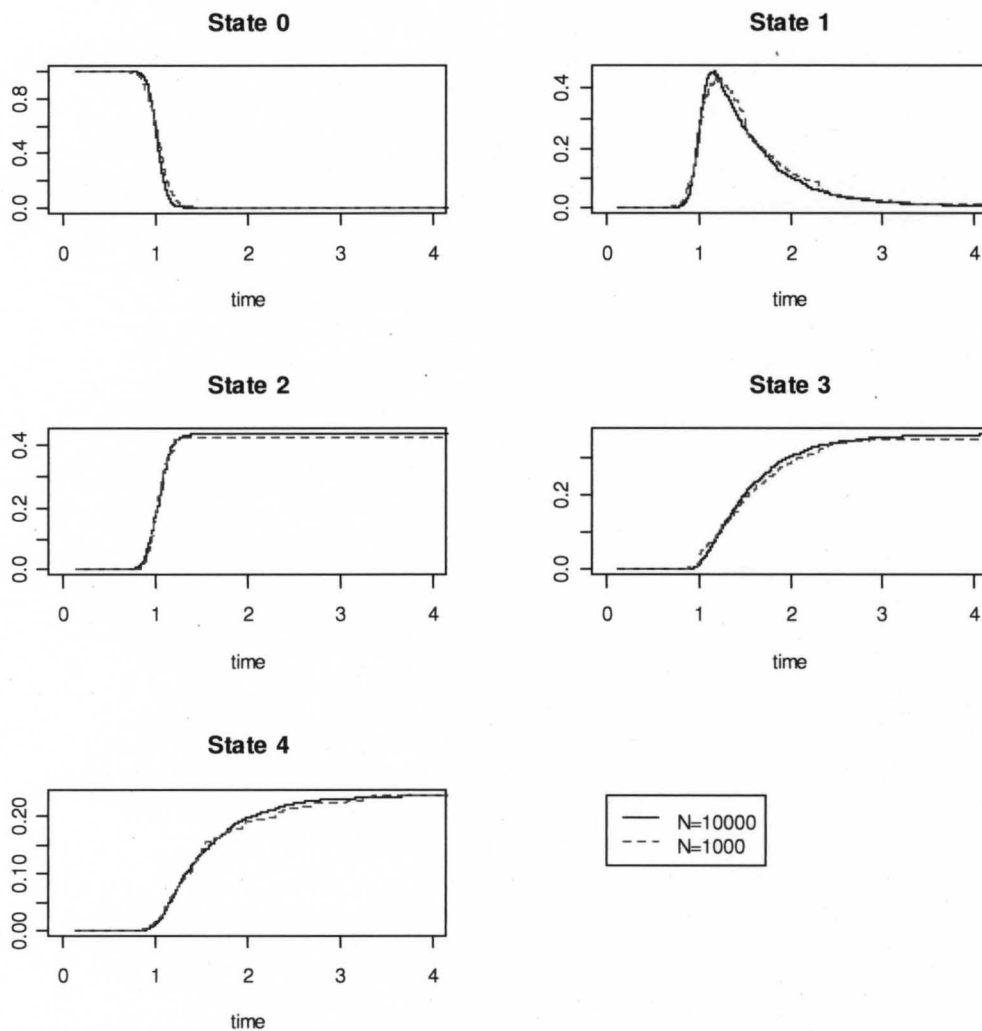 State 0
0.0 0.4 0.8
0 1 2 3 4
time
State 1
0.0 0.2 0.4
0 1 2 3 4
time
State 2
0.0 0.2 0.4
0 1 2 3 4
time
State 3
0.0 0.2
0 1 2 3 4
time
State 4
0.00 0.10 0.20
0 1 2 3 4
time
N=10000
N=1000